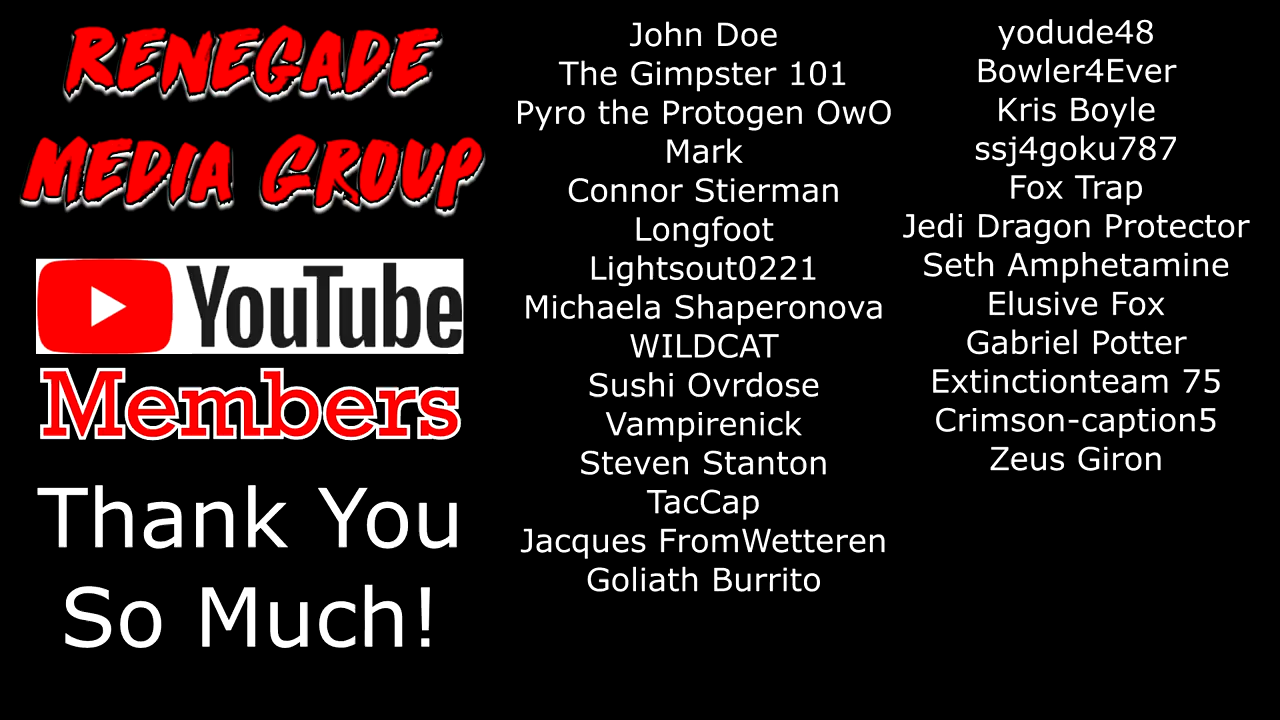 RENEGADE
MEDIA GROUP
YouTube
Members
Thank You
So Much!
John Doe
The Gimpster 101
Pyro the Protogen OwO
Mark
Connor Stierman
Longfoot
Lightsout0221
Michaela Shaperonova
WILDCAT
Sushi Ovrdose
Vampirenick
Steven Stanton
TacCap
Jacques FromWetteren
Goliath Burrito
yodude48
Bowler4Ever
Kris Boyle
ssj4goku787
Fox Trap
Jedi Dragon Protector
Seth Amphetamine
Elusive Fox
Gabriel Potter
Extinctionteam 75
Crimson-caption5
Zeus Giron